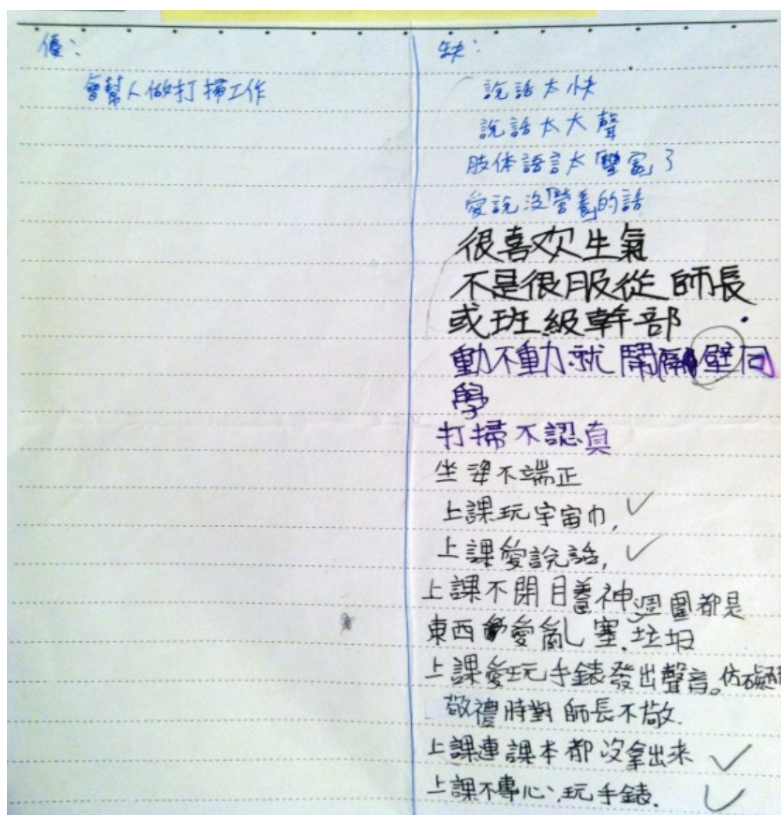 優:
會幫人做打掃工作
缺:
說話太快
說話太大聲
肢体語言太「豐富」了
愛說沒「營養」的話
很喜欢生氣
不是很服從師長
或班級幹部
動不動就鬧隔壁同
學
打掃不認真
坐姿不端正
上課玩宇宙巾,
上課愛說話,
上課不閉目養神週圍都是
東西愛亂塞.垃圾
上課愛玩手錶發出聲音。
敬禮時對師長不敬.
上課連課本都沒拿出来
上課不專心、玩手錶.